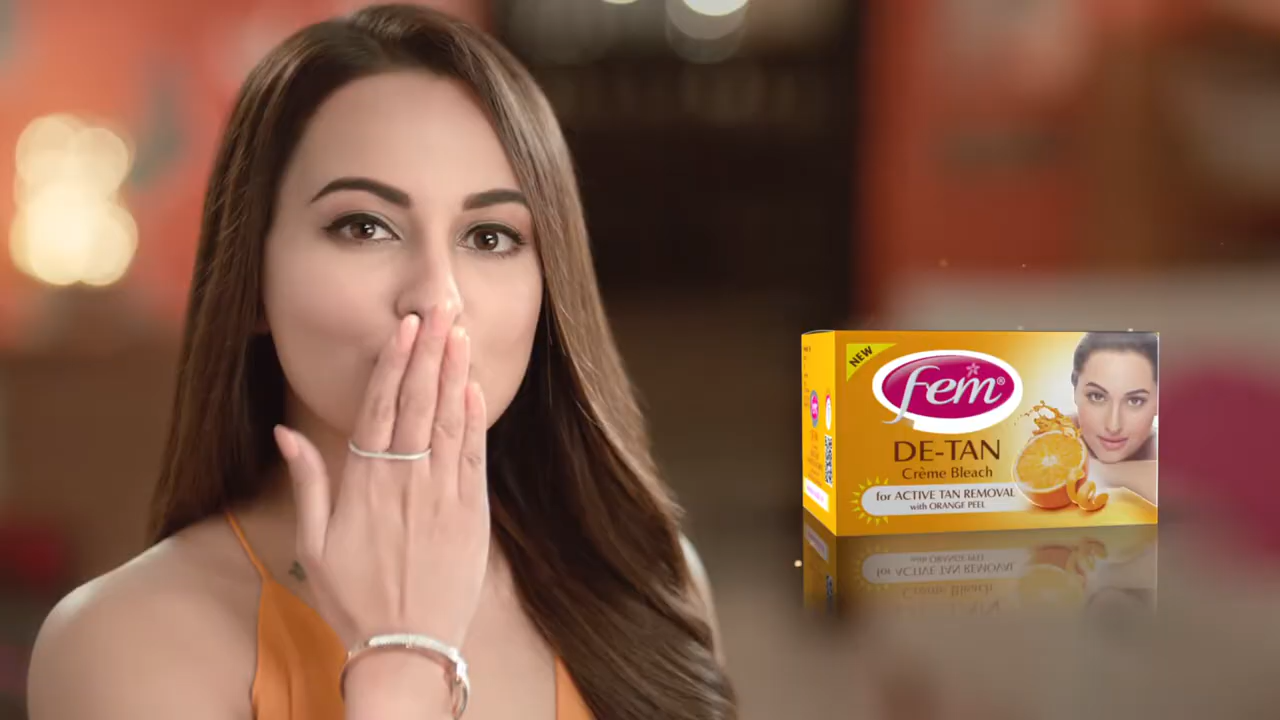 NEW
fem®
DE-TAN
Crème Bleach
for ACTIVE TAN REMOVAL
with ORANGE PEEL